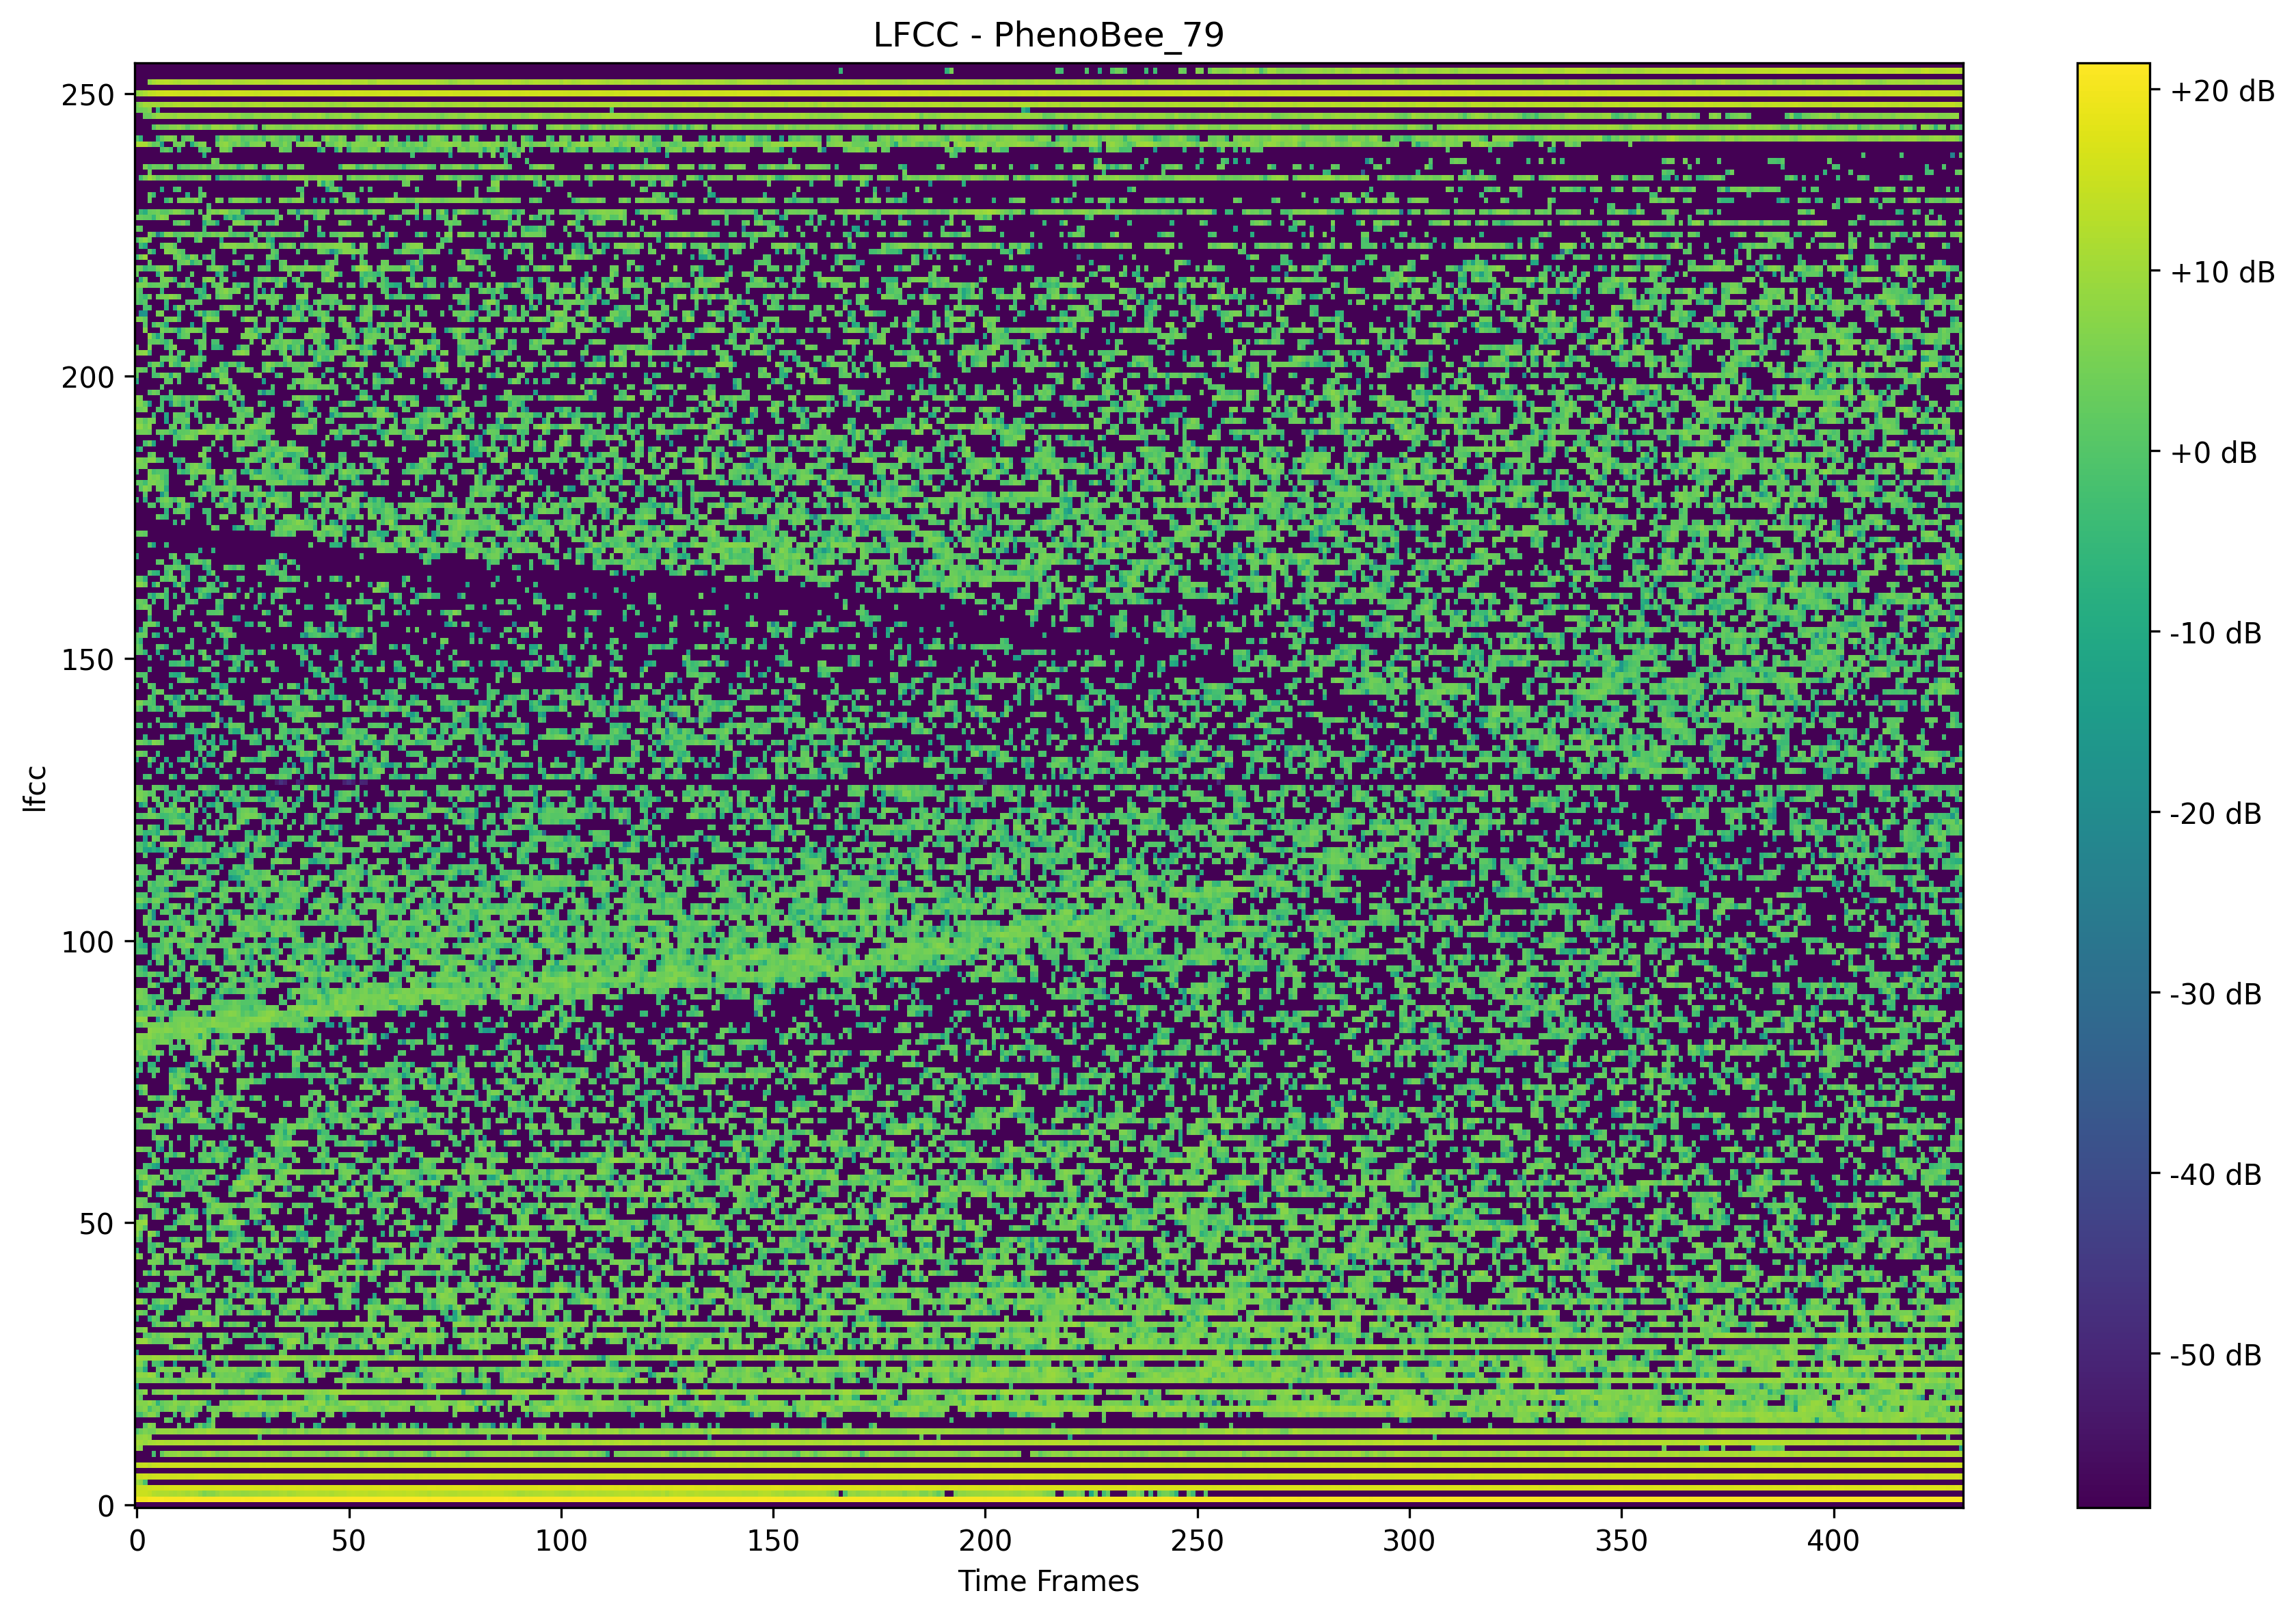 LFCC - PhenoBee_79
250
200
150
100
50
0
lfcc
0 50 100 150 200 250 300 350 400
Time Frames
+20 dB
+10 dB
+0 dB
-10 dB
-20 dB
-30 dB
-40 dB
-50 dB